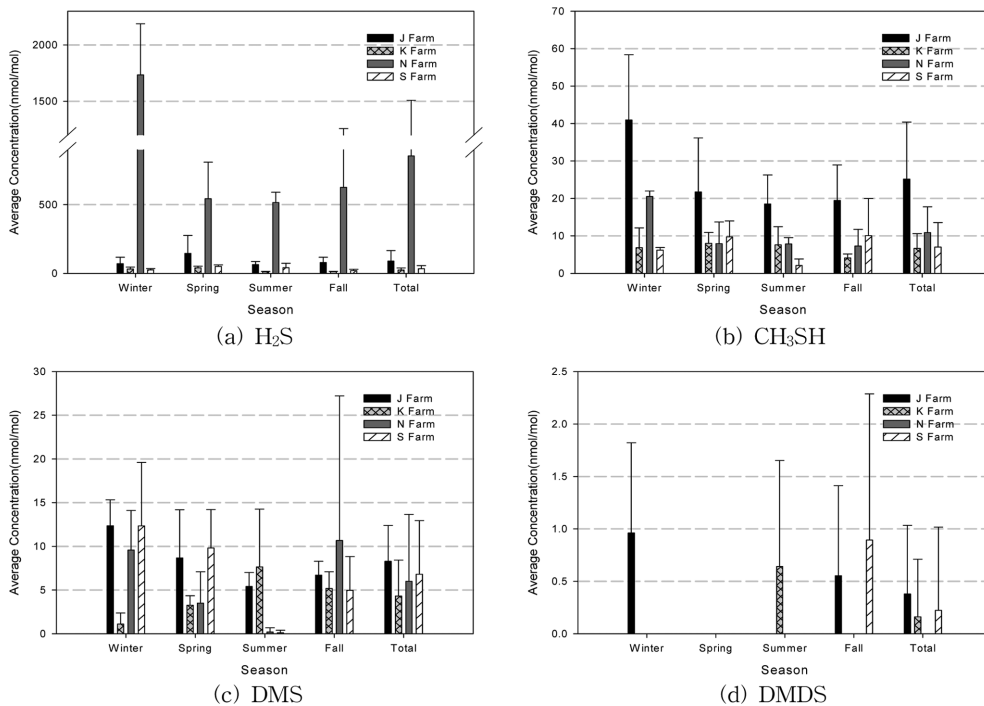 Average Concentration(nmol/mol)
2000
1500
500
0
J Farm
K Farm
N Farm
S Farm
Winter Spring Summer Fall Total
Season
(a) H₂S
Average Concentration(nmol/mol)
70
60
50
40
30
20
10
0
J Farm
K Farm
N Farm
S Farm
Winter Spring Summer Fall Total
Season
(b) CH₃SH
Average Concentration(nmol/mol)
30
25
20
15
10
5
0
J Farm
K Farm
N Farm
S Farm
Winter Spring Summer Fall Total
Season
(c) DMS
Average Concentration(nmol/mol)
2.5
2.0
1.5
1.0
0.5
0.0
J Farm
K Farm
N Farm
S Farm
Winter Spring Summer Fall Total
Season
(d) DMDS